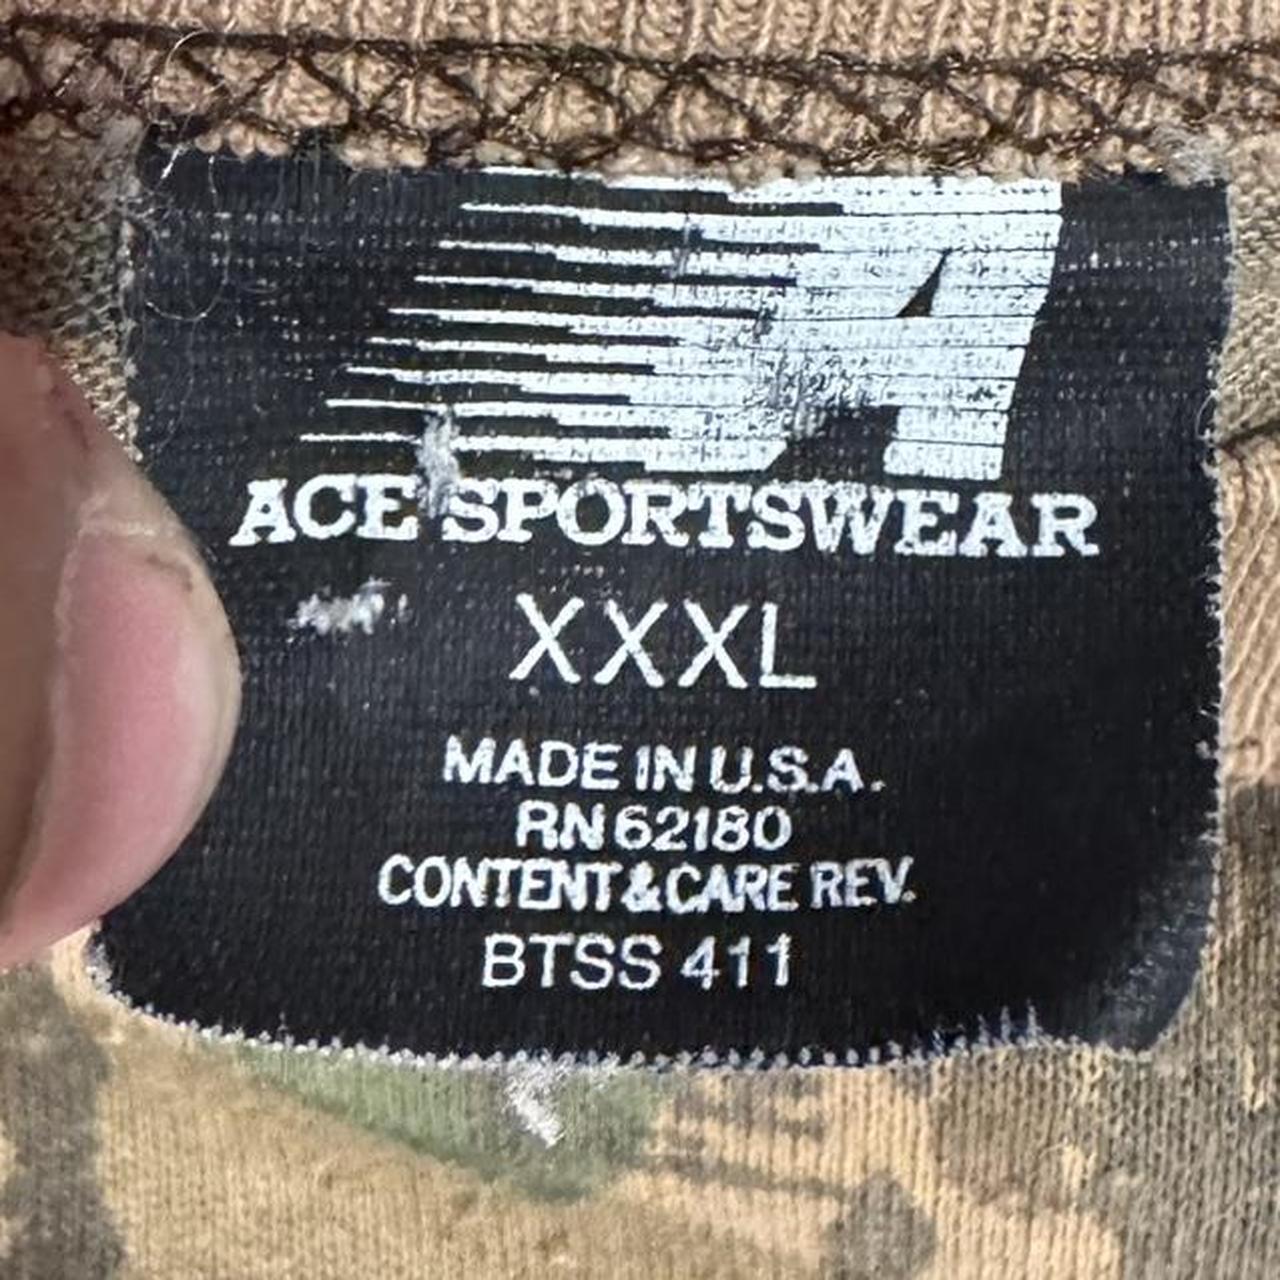 A
ACE SPORTSWEAR
XXXL
MADE IN U.S.A.
RN 62180
CONTENT & CARE REV.
BTSS 411